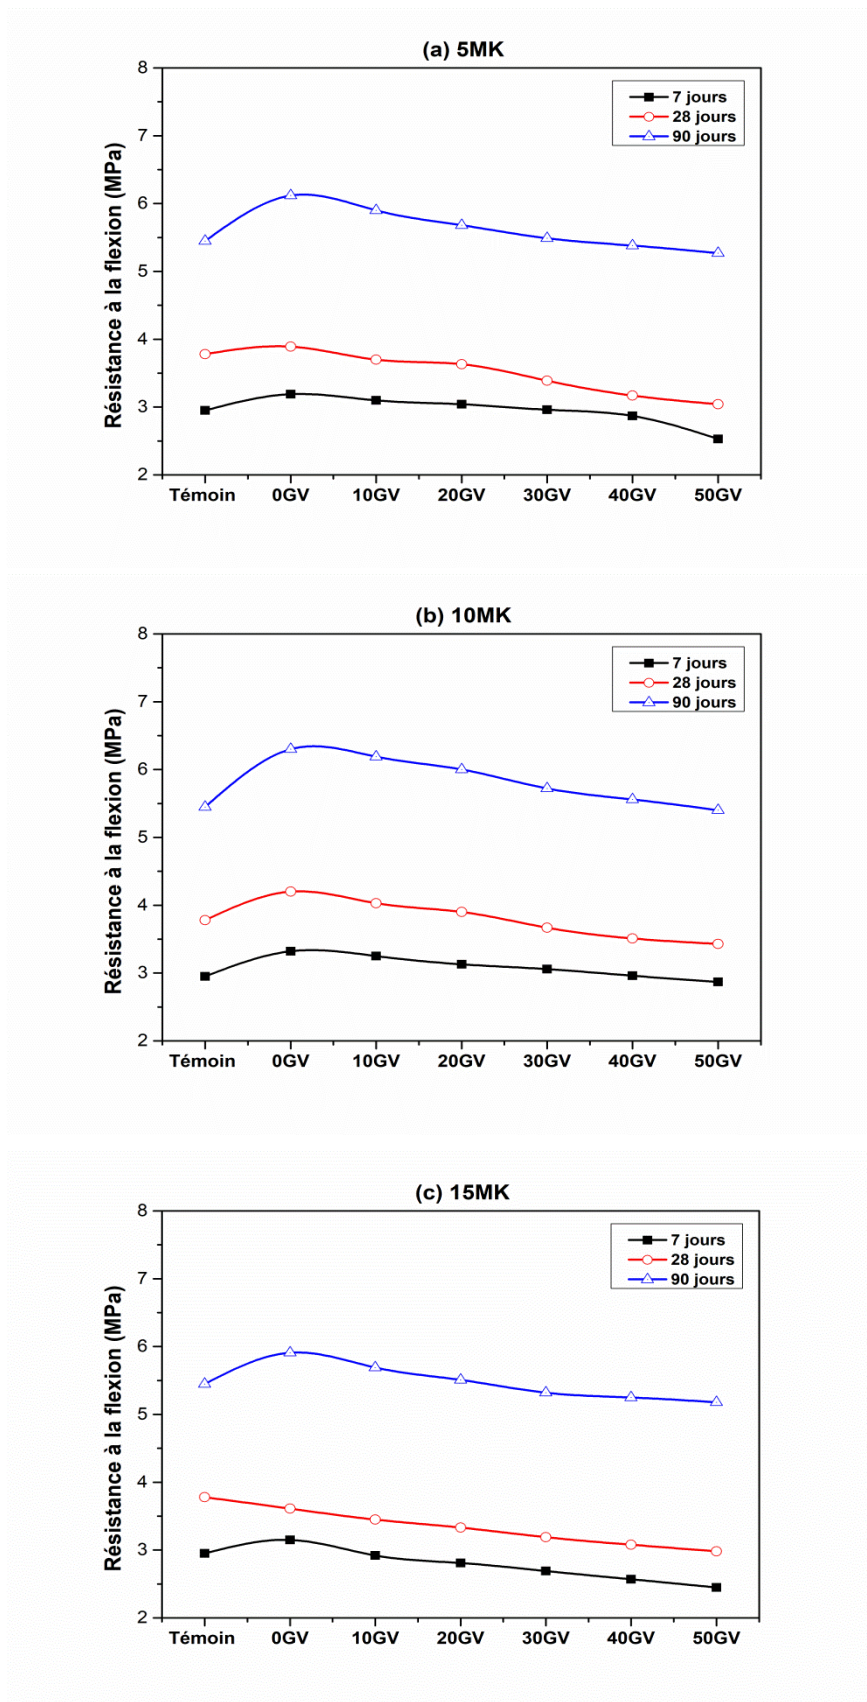 (a) 5MK
7 jours
28 jours
90 jours
Résistance à la flexion (MPa)
8
7
6
5
4
3
2
Témoin 0GV 10GV 20GV 30GV 40GV 50GV
(b) 10MK
7 jours
28 jours
90 jours
Résistance à la flexion (MPa)
8
7
6
5
4
3
2
Témoin 0GV 10GV 20GV 30GV 40GV 50GV
(c) 15MK
7 jours
28 jours
90 jours
Résistance à la flexion (MPa)
8
7
6
5
4
3
2
Témoin 0GV 10GV 20GV 30GV 40GV 50GV